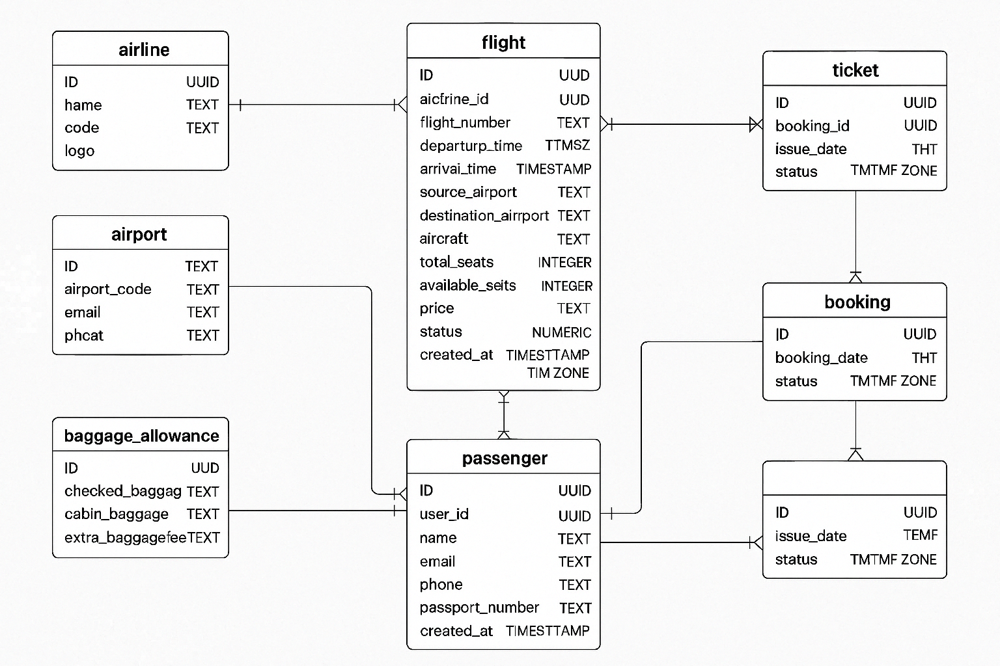 airline
ID UUID
hame TEXT
code TEXT
logo
airport
ID TEXT
airport_code TEXT
email TEXT
phcat TEXT
baggage_allowance
ID UUD
checked_baggag TEXT
cabin_baggage TEXT
extra_baggagefee TEXT
flight
ID UUD
aicfrine_id UUD
flight_number TEXT
departurp_time TTMSZ
arrivai_time TIMESTAMP
source_airport TEXT
destination_airrport TEXT
aircraft TEXT
total_seats INTEGER
available_seits INTEGER
price TEXT
status NUMERIC
created_at TIMESTTAMP
TIM ZONE
passenger
ID UUID
user_id UUID
name TEXT
email TEXT
phone TEXT
passport_number TEXT
created_at TIMESTTAMP
ticket
ID UUID
booking_id UUID
issue_date THT
status TMTMF ZONE
booking
ID UUID
booking_date THT
status TMTMF ZONE
ID UUID
issue_date TEMF
status TMTMF ZONE